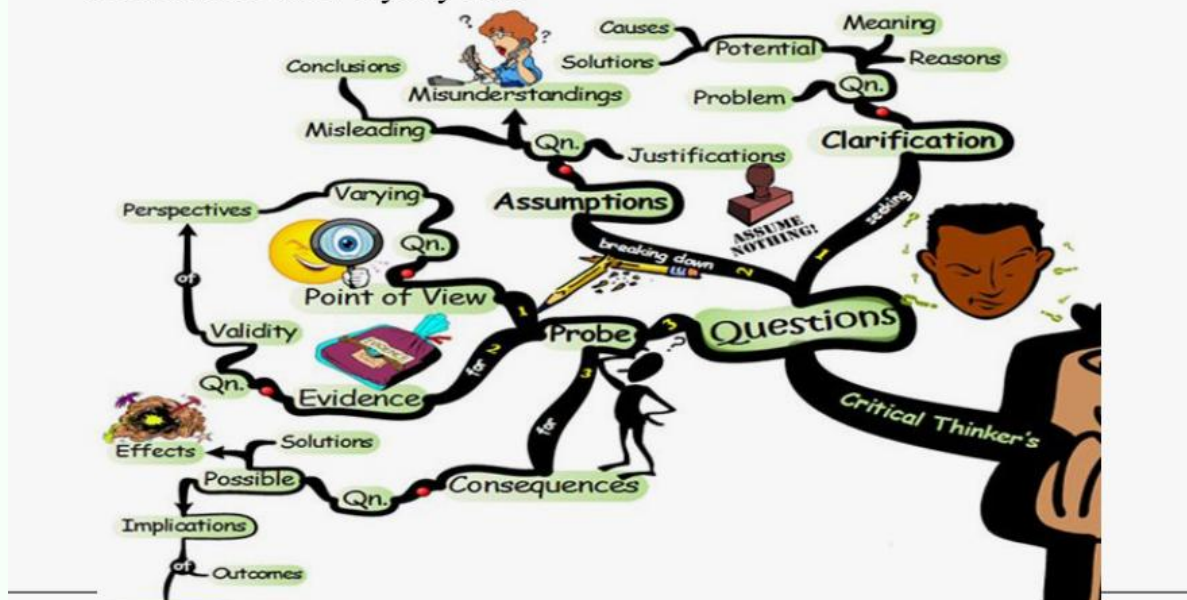 Causes
Meaning
Potential
Solutions
Reasons
Conclusions
Qn.
Misunderstandings
Problem
Misleading
Qn.
Clarification
Justifications
Varying
Assumptions
seeking
Perspectives
ASSUME
NOTHING!
Qn.
breaking down
1
2
of
Point of View
1
Questions
Validity
EVIDENCE
Probe
3
2
for
3
Qn.
Evidence
Critical Thinker's
for
Solutions
Effects
Possible
Consequences
Qn.
Implications
of
Outcomes